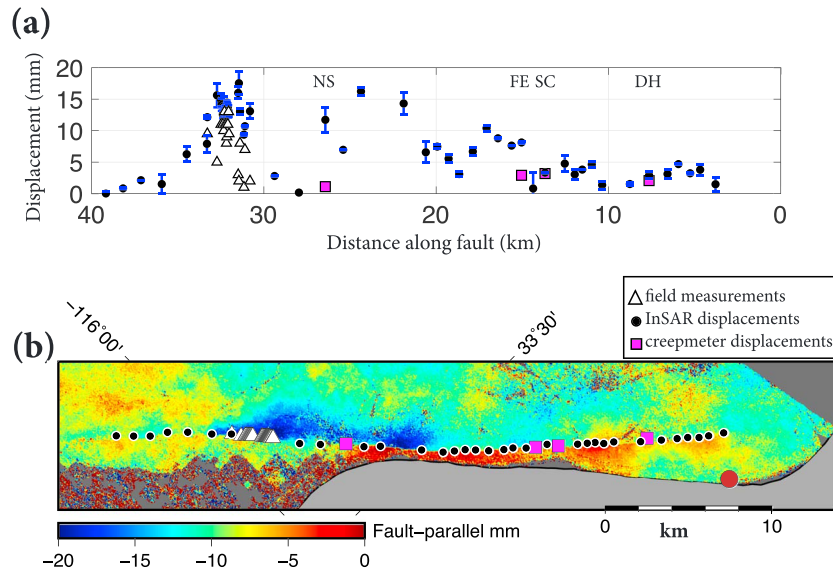 (a)
Displacement (mm)
20
15
10
5
0
NS
FE SC
DH
40
30
20
10
0
Distance along fault (km)
field measurements
InSAR displacements
creepmeter displacements
(b)
-116°00'
33°30'
Fault-parallel mm
-20
-15
-10
-5
0
0
km
10